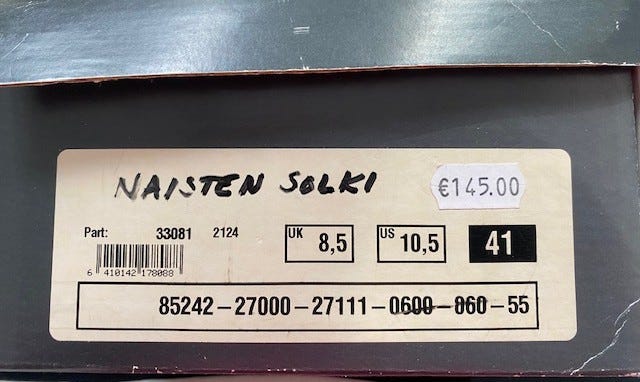 NAISTEN SOLKI
€145.00
Part: 33081 2124
UK 8,5
US 10,5
41
6 410142 178088
85242-27000-27111-0600-860-55